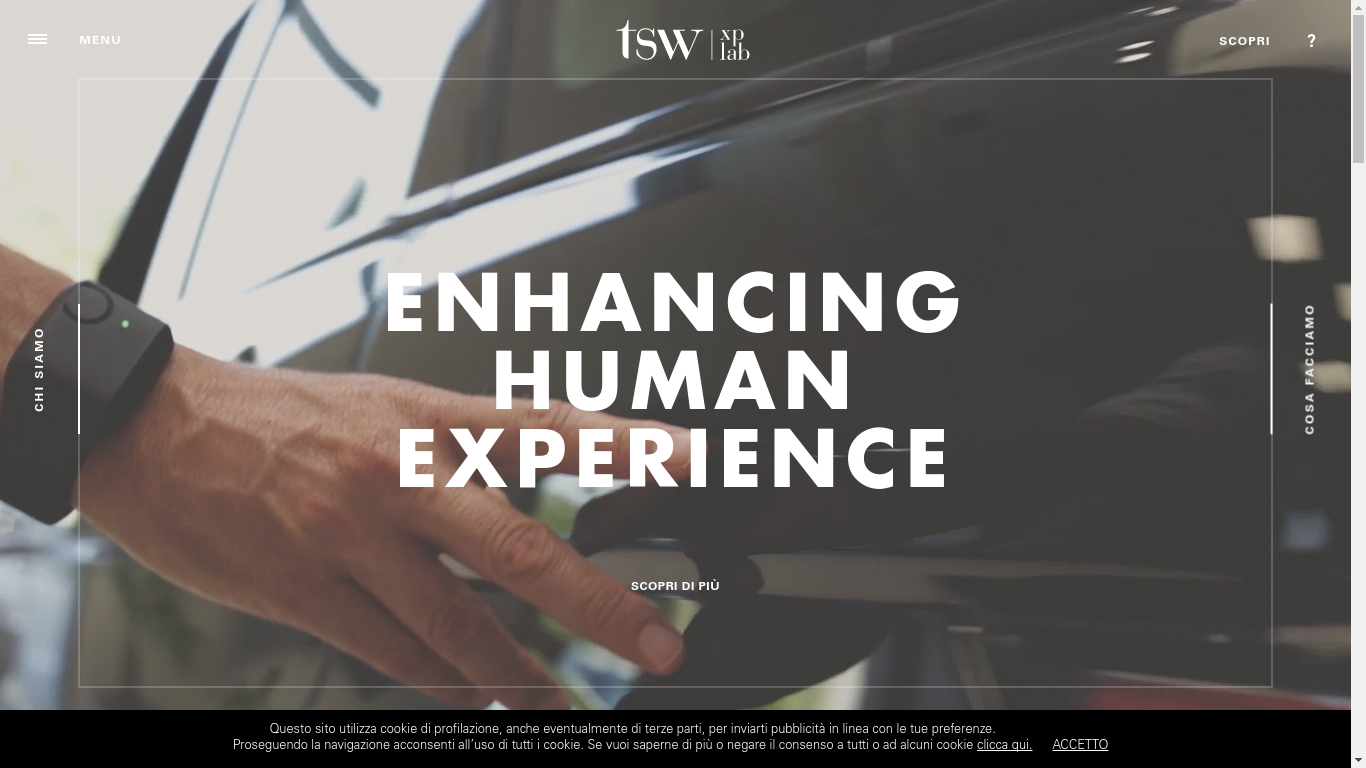 MENU
tsw | xp lab
SCOPRI ?
CHI SIAMO
ENHANCING
HUMAN
EXPERIENCE
COSA FACCIAMO
SCOPRI DI PIÙ
Questo sito utilizza cookie di profilazione, anche eventualmente di terze parti, per inviarti pubblicità in linea con le tue preferenze.
Proseguendo la navigazione acconsenti all’uso di tutti i cookie. Se vuoi saperne di più o negare il consenso a tutti o ad alcuni cookie clicca qui. ACCETTO